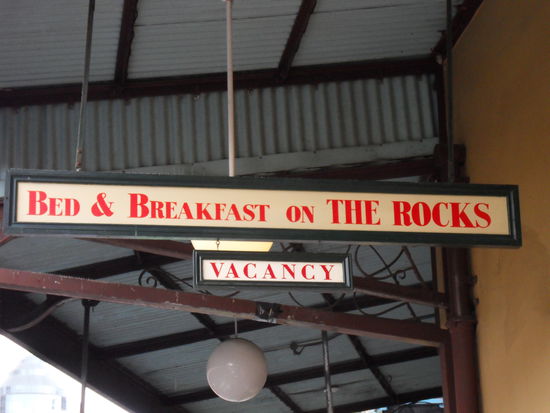 BED & BREAKFAST ON THE ROCKS
VACANCY